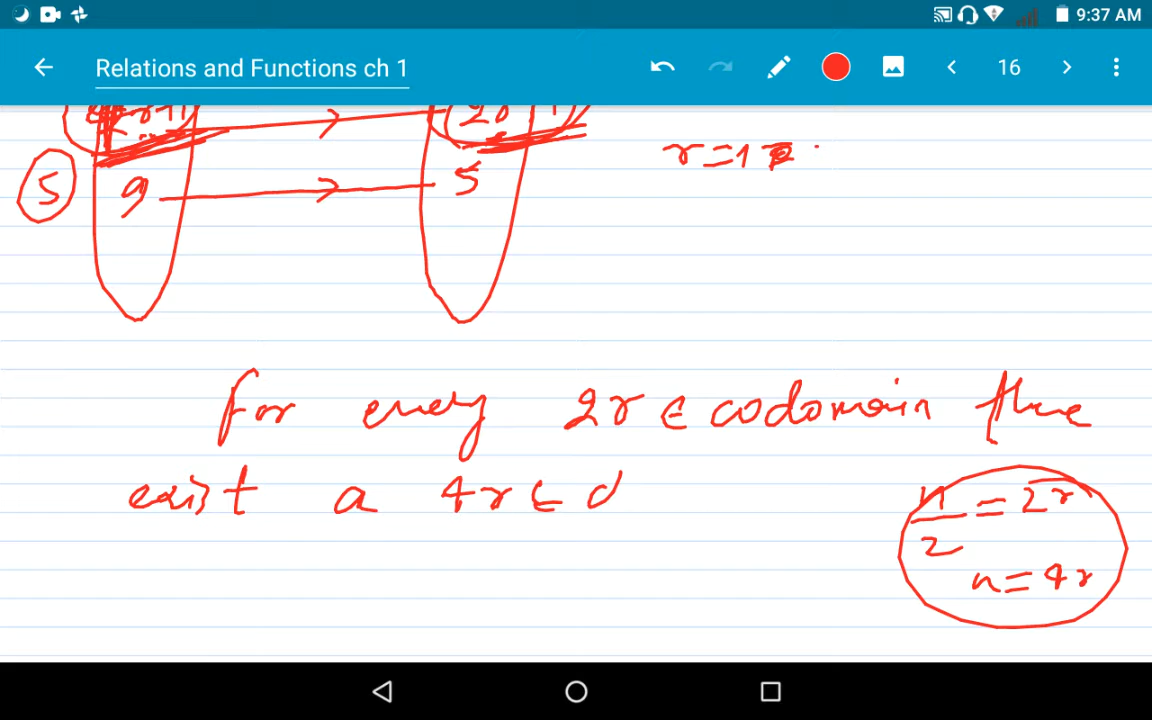 9:37 AM
Relations and Functions ch 1
16
r=1 2
5 9 5
for every 2r ∈ codomain there
exist a 4r ∈ d
n/2 = 2r
n=4r